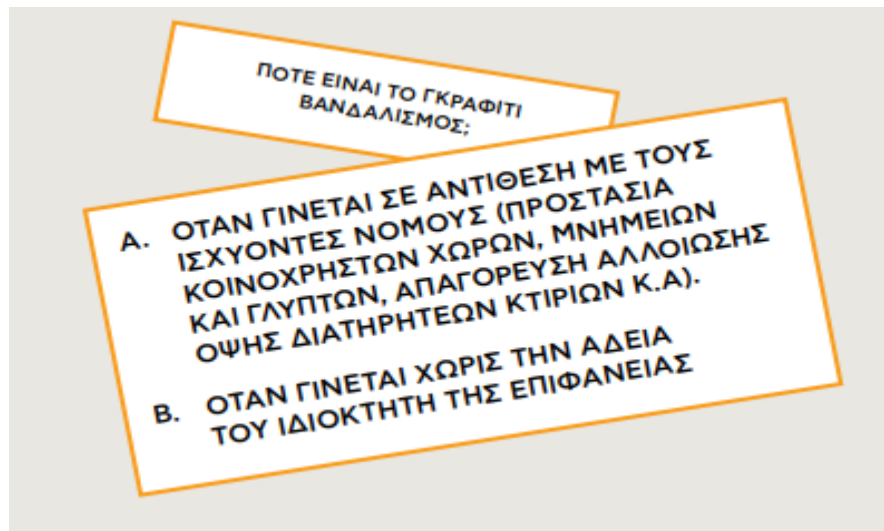 ΠΟΤΕ ΕΙΝΑΙ ΤΟ ΓΚΡΑΦΙΤΙ
ΒΑΝΔΑΛΙΣΜΟΣ;
Α. ΟΤΑΝ ΓΙΝΕΤΑΙ ΣΕ ΑΝΤΙΘΕΣΗ ΜΕ ΤΟΥΣ
ΙΣΧΥΟΝΤΕΣ ΝΟΜΟΥΣ (ΠΡΟΣΤΑΣΙΑ
ΚΟΙΝΟΧΡΗΣΤΩΝ ΧΩΡΩΝ, ΜΝΗΜΕΙΩΝ
ΚΑΙ ΓΛΥΠΤΩΝ, ΑΠΑΓΟΡΕΥΣΗ ΑΛΛΟΙΩΣΗΣ
ΟΨΗΣ ΔΙΑΤΗΡΗΤΕΩΝ ΚΤΙΡΙΩΝ Κ.Α).
Β. ΟΤΑΝ ΓΙΝΕΤΑΙ ΧΩΡΙΣ ΤΗΝ ΑΔΕΙΑ
ΤΟΥ ΙΔΙΟΚΤΗΤΗ ΤΗΣ ΕΠΙΦΑΝΕΙΑΣ